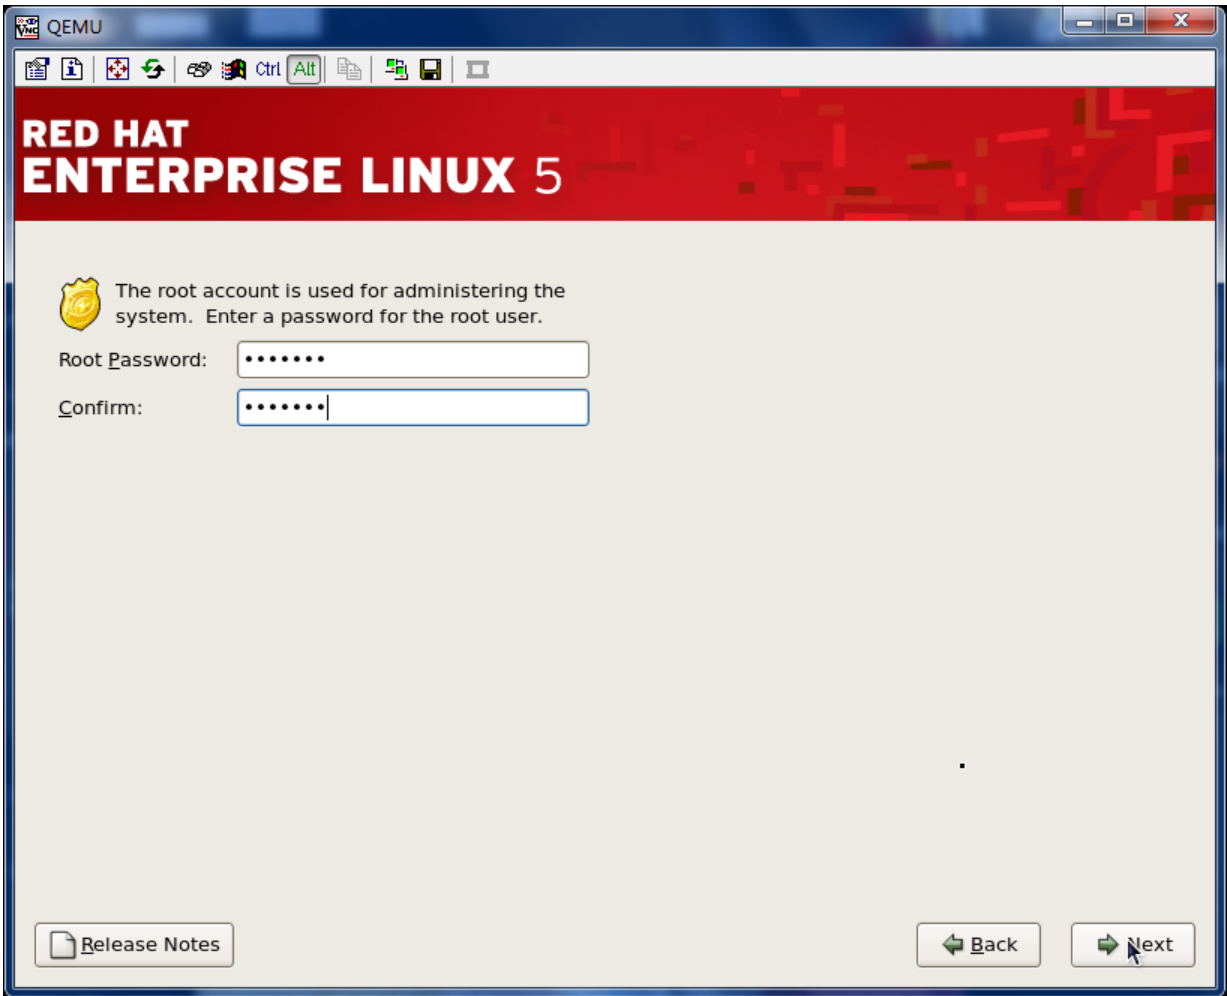 QEMU
Ctrl Alt
RED HAT
ENTERPRISE LINUX 5
The root account is used for administering the
system. Enter a password for the root user.
Root Password: •••••••
Confirm: •••••••
Release Notes
Back
Next